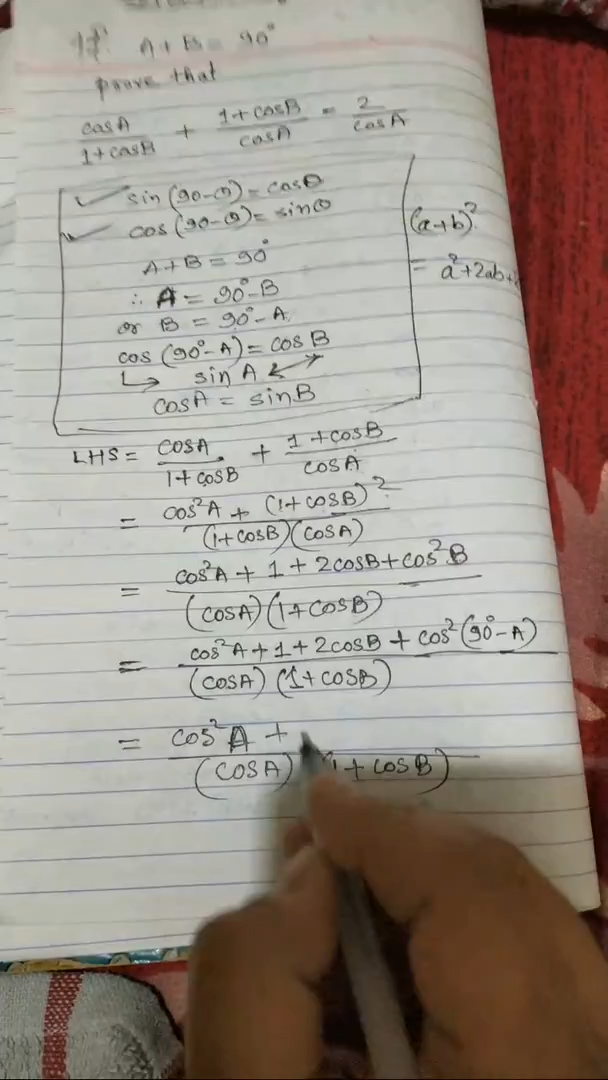 If A + B = 90°
prove that
cosA/(1+cosB) + (1+cosB)/cosA = 2/cosA
sin(90-θ) = cosθ
cos(90-θ) = sinθ
A+B = 90°
∴ A = 90°-B
or B = 90°-A
cos(90°-A) = cosB
↳ sinA ↙↗
cosA = sinB
(a+b)²
= a²+2ab+
LHS = cosA/(1+cosB) + (1+cosB)/cosA
= (cos²A + (1+cosB)²)/((1+cosB)(cosA))
= (cos²A + 1 + 2cosB + cos²B)/((cosA)(1+cosB))
= (cos²A + 1 + 2cosB + cos²(90°-A))/((cosA)(1+cosB))
= (cos²A + )/((cosA)(1+cosB))